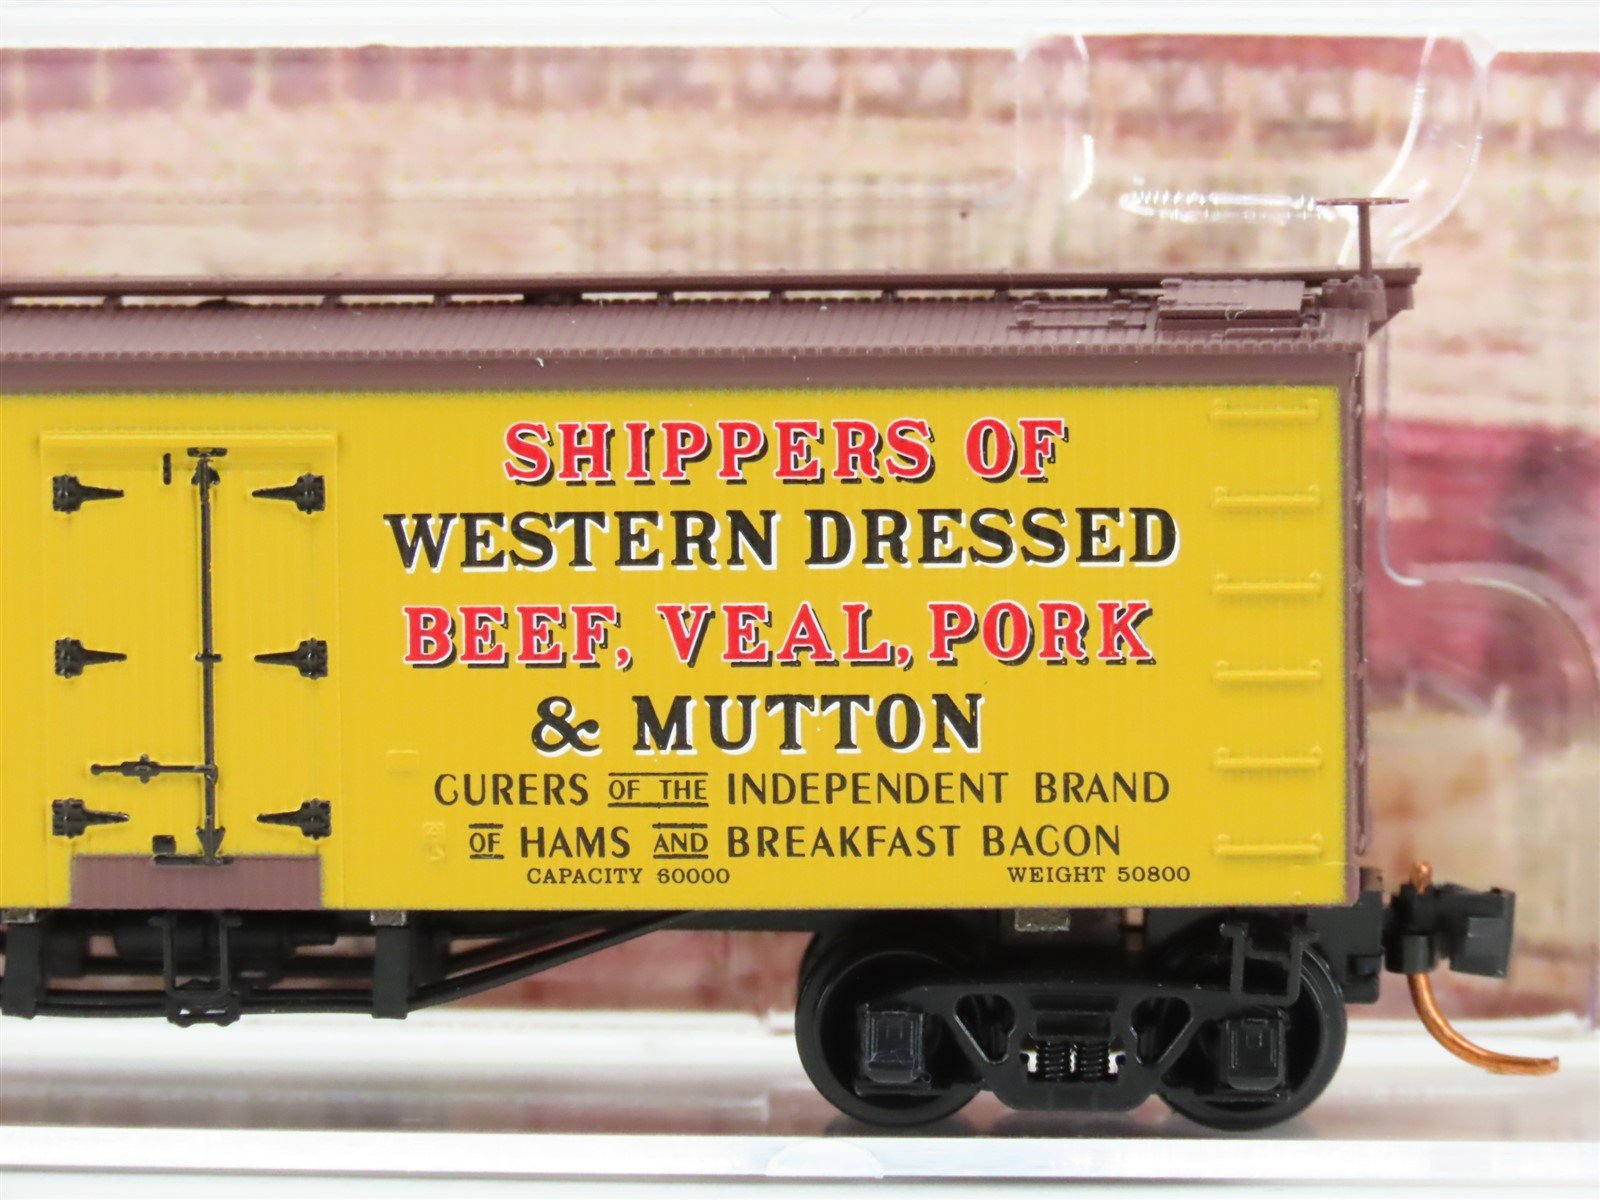 SHIPPERS OF
WESTERN DRESSED
BEEF, VEAL, PORK
& MUTTON
CURERS OF THE INDEPENDENT BRAND
OF HAMS AND BREAKFAST BACON
CAPACITY 60000 WEIGHT 50800